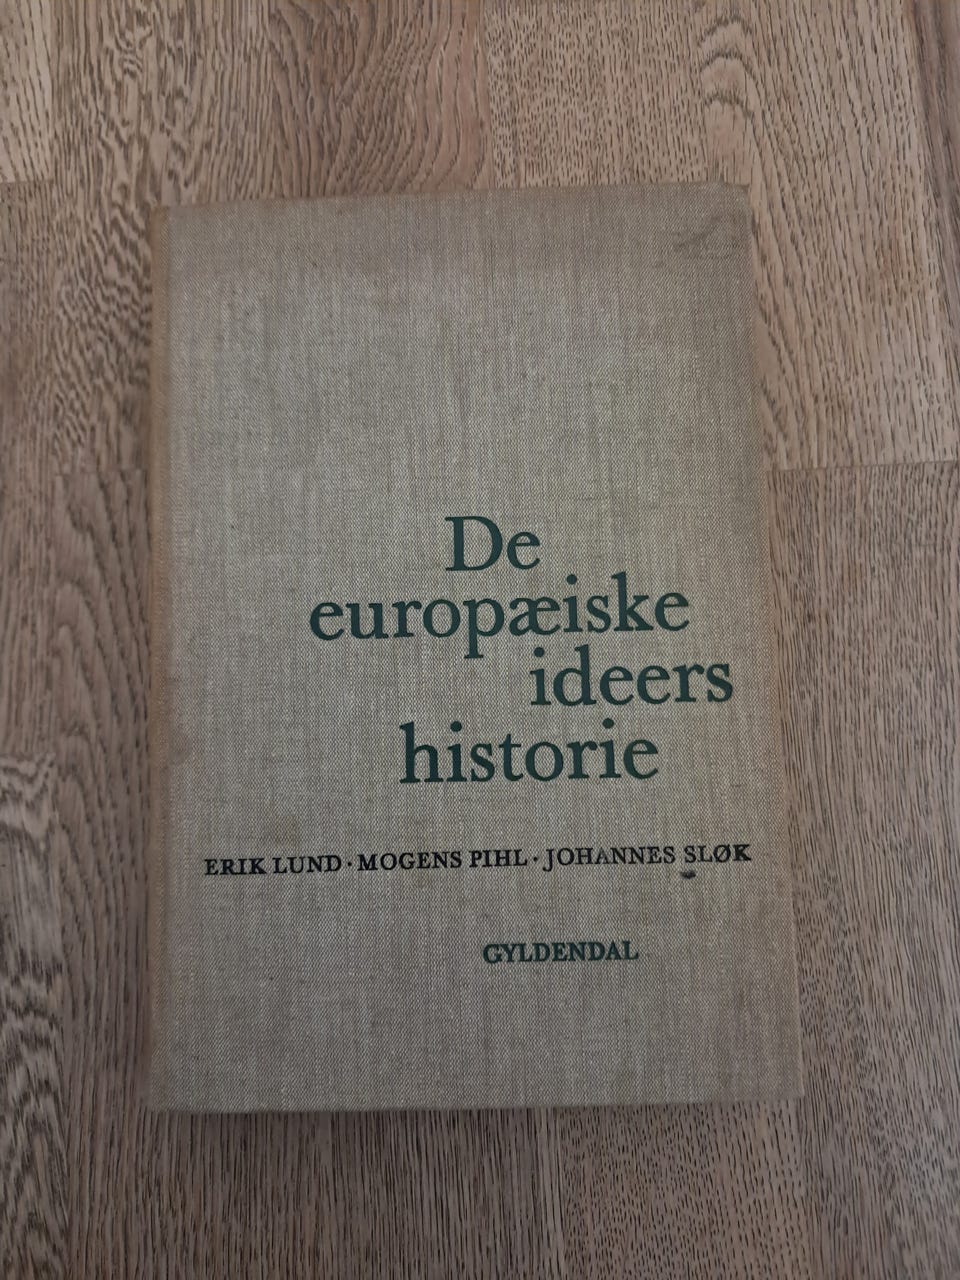 De
europæiske
ideers
historie
ERIK LUND · MOGENS PIHL · JOHANNES SLØK
GYLDENDAL